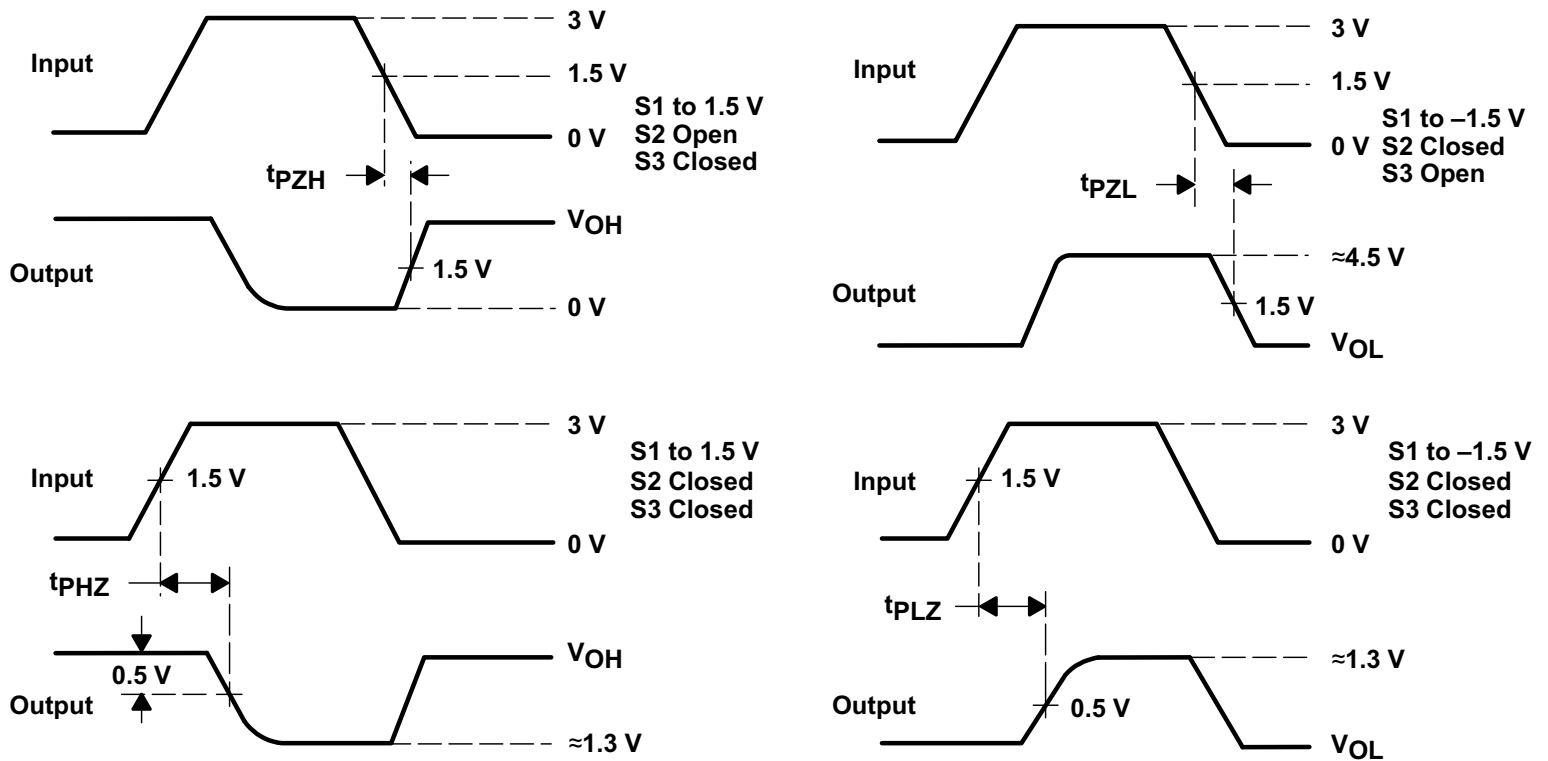 3 V
Input
1.5 V
S1 to 1.5 V
S2 Open
0 V
S3 Closed
tPZH
VOH
Output
1.5 V
0 V
3 V
Input
1.5 V
S1 to –1.5 V
0 V
S2 Closed
S3 Open
tPZL
≈4.5 V
Output
1.5 V
VOL
3 V
S1 to 1.5 V
Input
1.5 V
S2 Closed
S3 Closed
0 V
tPHZ
VOH
0.5 V
Output
≈1.3 V
3 V
S1 to –1.5 V
Input
1.5 V
S2 Closed
S3 Closed
0 V
tPLZ
≈1.3 V
Output
0.5 V
VOL